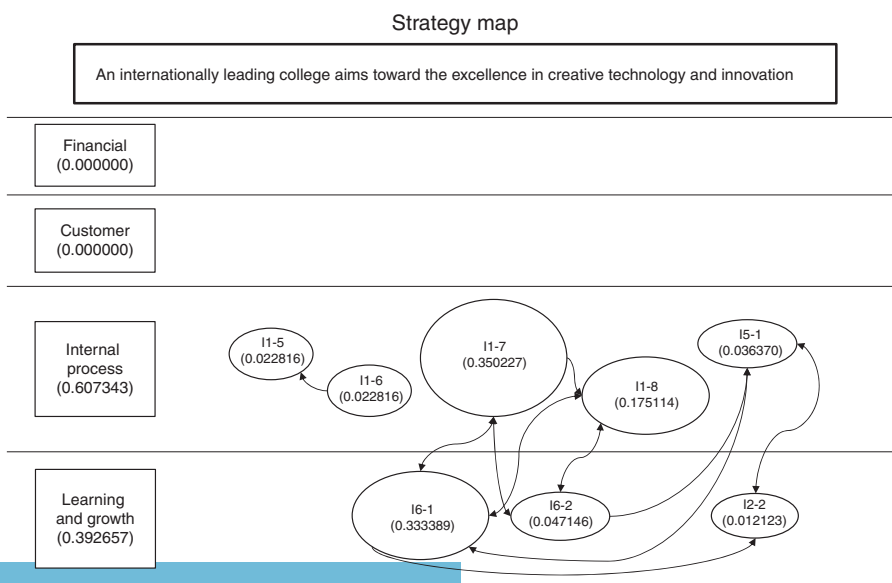 Strategy map
An internationally leading college aims toward the excellence in creative technology and innovation
Financial
(0.000000)
Customer
(0.000000)
Internal
process
(0.607343)
I1-5
(0.022816)
I1-6
(0.022816)
I1-7
(0.350227)
I1-8
(0.175114)
I5-1
(0.036370)
Learning
and growth
(0.392657)
I6-1
(0.333389)
I6-2
(0.047146)
I2-2
(0.012123)